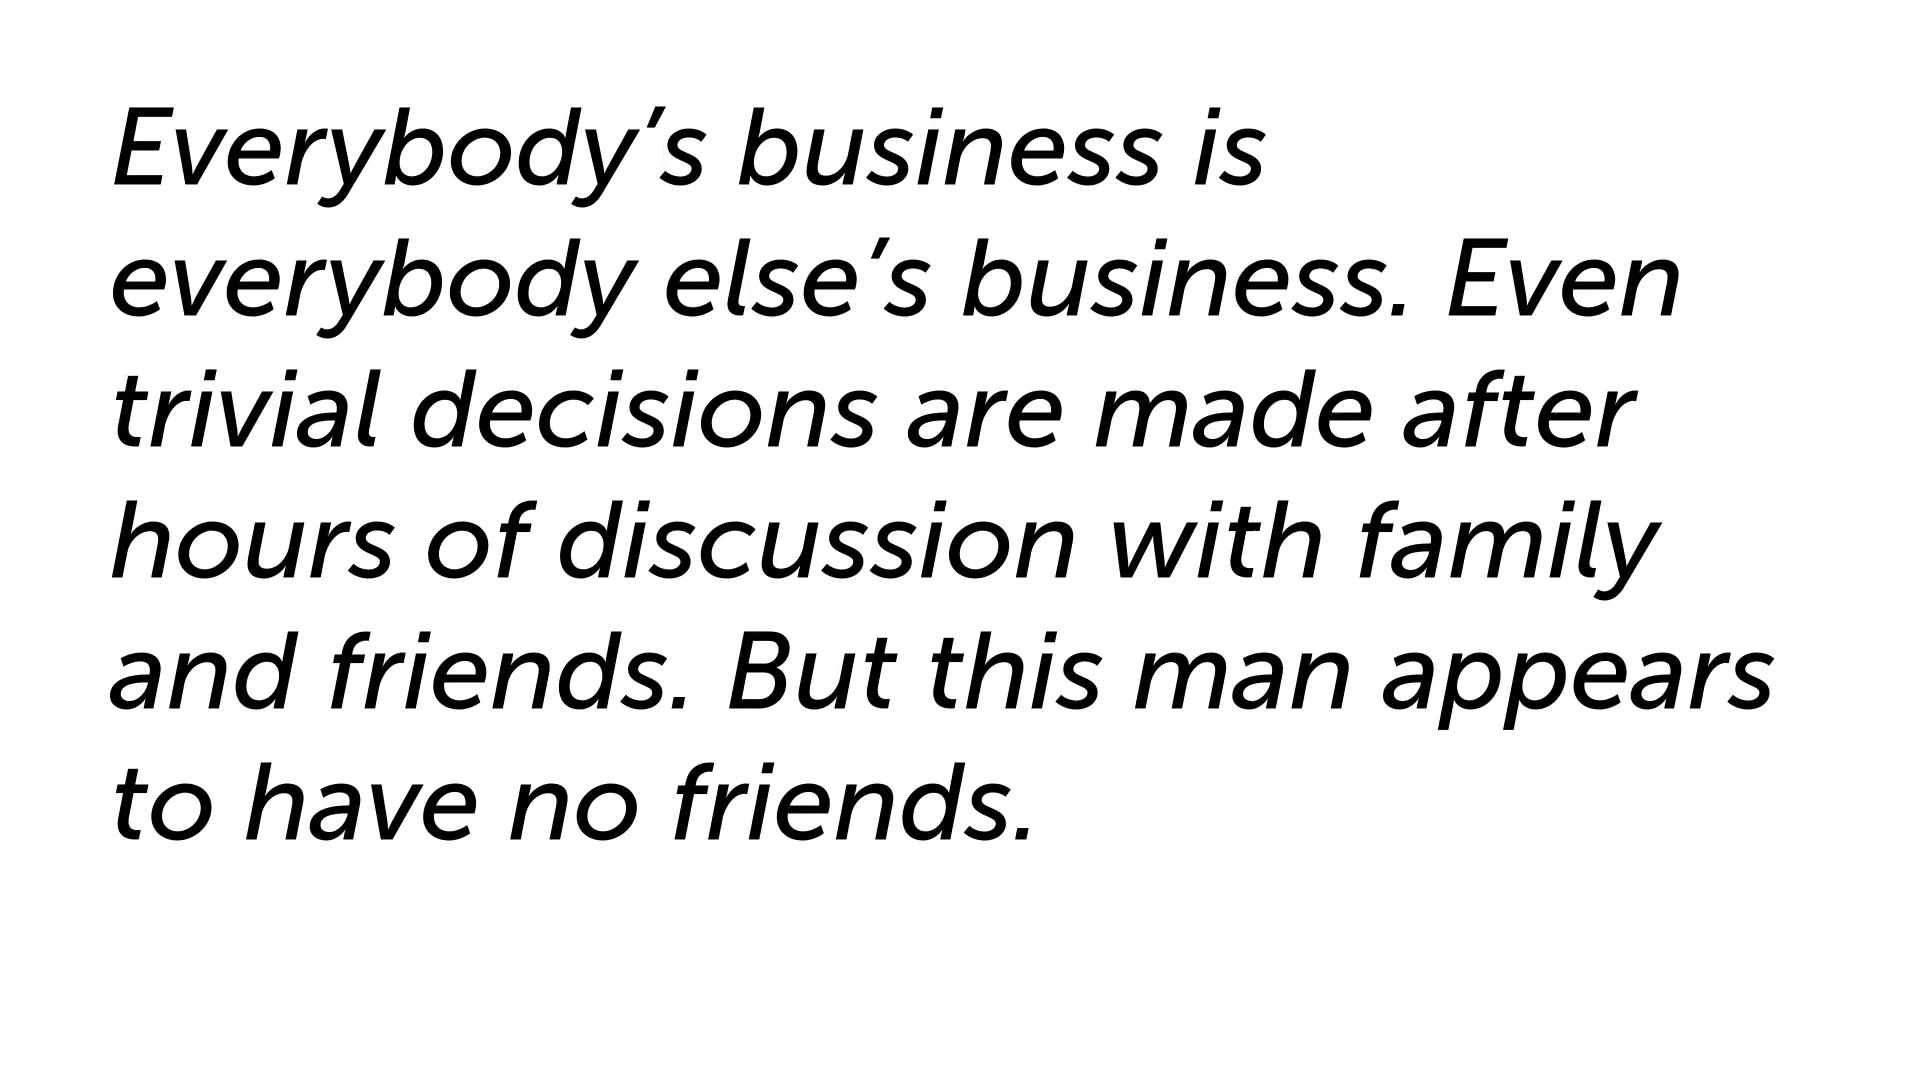 Everybody’s business is
everybody else’s business. Even
trivial decisions are made after
hours of discussion with family
and friends. But this man appears
to have no friends.